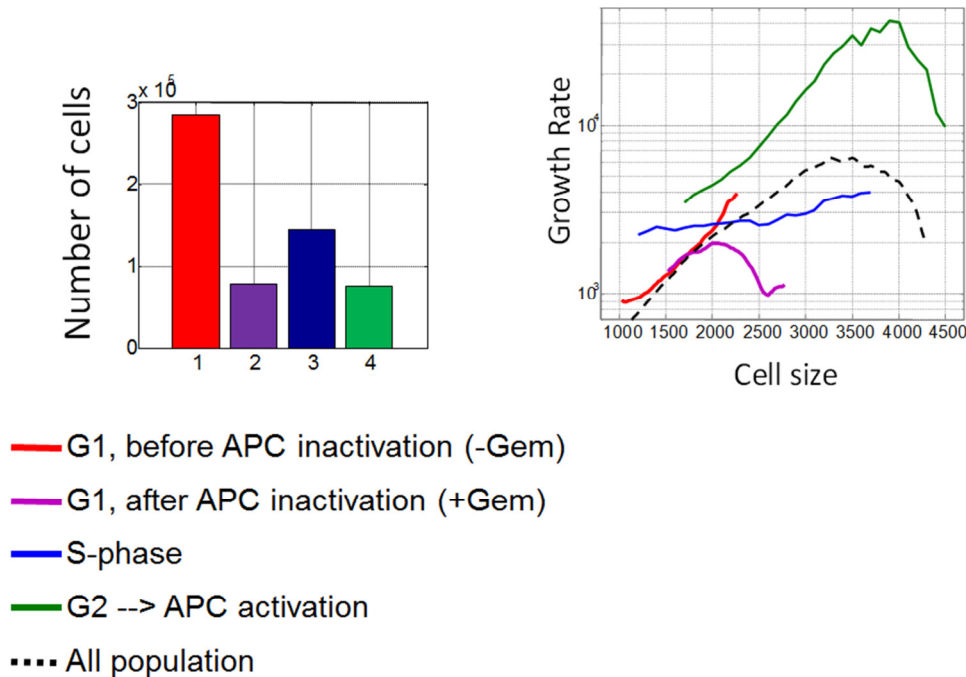 3 x 10^5
2
1
0
Number of cells
1 2 3 4
Growth Rate
10^4
10^3
1000 1500 2000 2500 3000 3500 4000 4500
Cell size
G1, before APC inactivation (-Gem)
G1, after APC inactivation (+Gem)
S-phase
G2 --> APC activation
All population